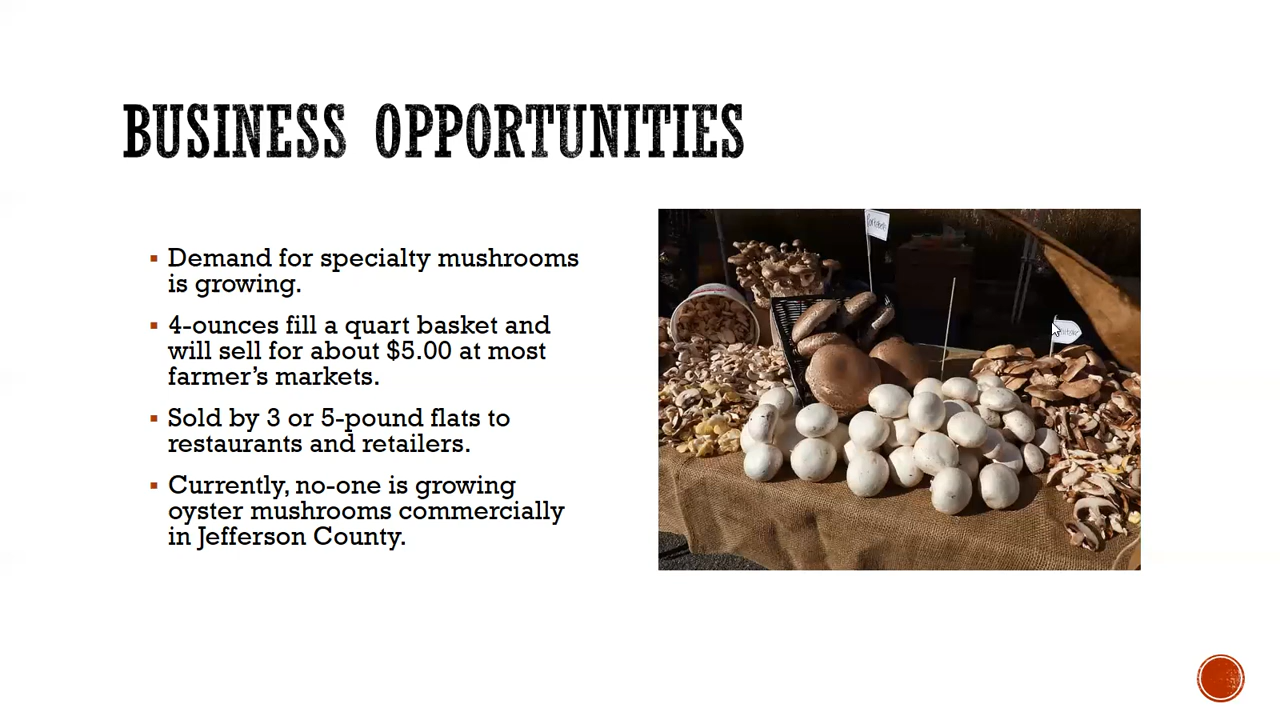 BUSINESS OPPORTUNITIES
▪ Demand for specialty mushrooms
is growing.
▪ 4-ounces fill a quart basket and
will sell for about $5.00 at most
farmer’s markets.
▪ Sold by 3 or 5-pound flats to
restaurants and retailers.
▪ Currently, no-one is growing
oyster mushrooms commercially
in Jefferson County.